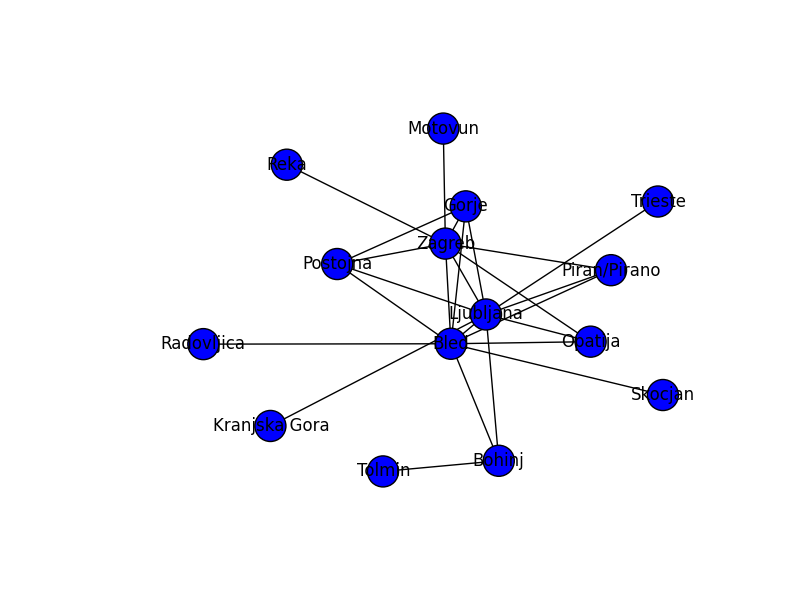 Motovun
Reka
Trieste
Gorje
Zagreb
Postojna
Piran/Pirano
Ljubljana
Radovljica
Bled
Opatija
Skocjan
Kranjska Gora
Bohinj
Tolmin